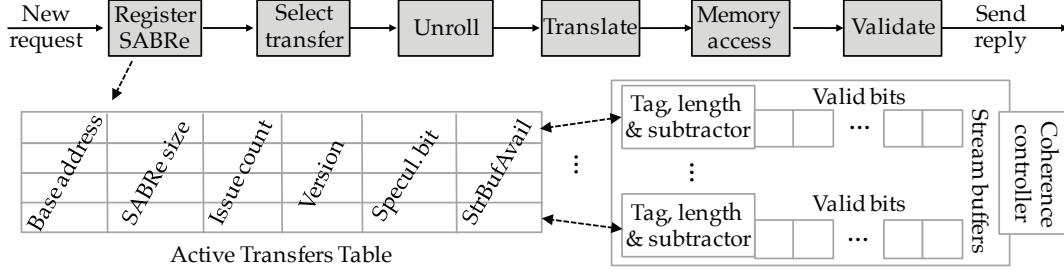 New
request
Register
SABRe
Select
transfer
Unroll
Translate
Memory
access
Validate
Send
reply
Base address
SABRe size
Issue count
Version
Specul. bit
StrBufAvail
Active Transfers Table
Tag, length
& subtractor
Valid bits
...
...
...
Tag, length
& subtractor
Valid bits
...
Stream buffers
Coherence
controller